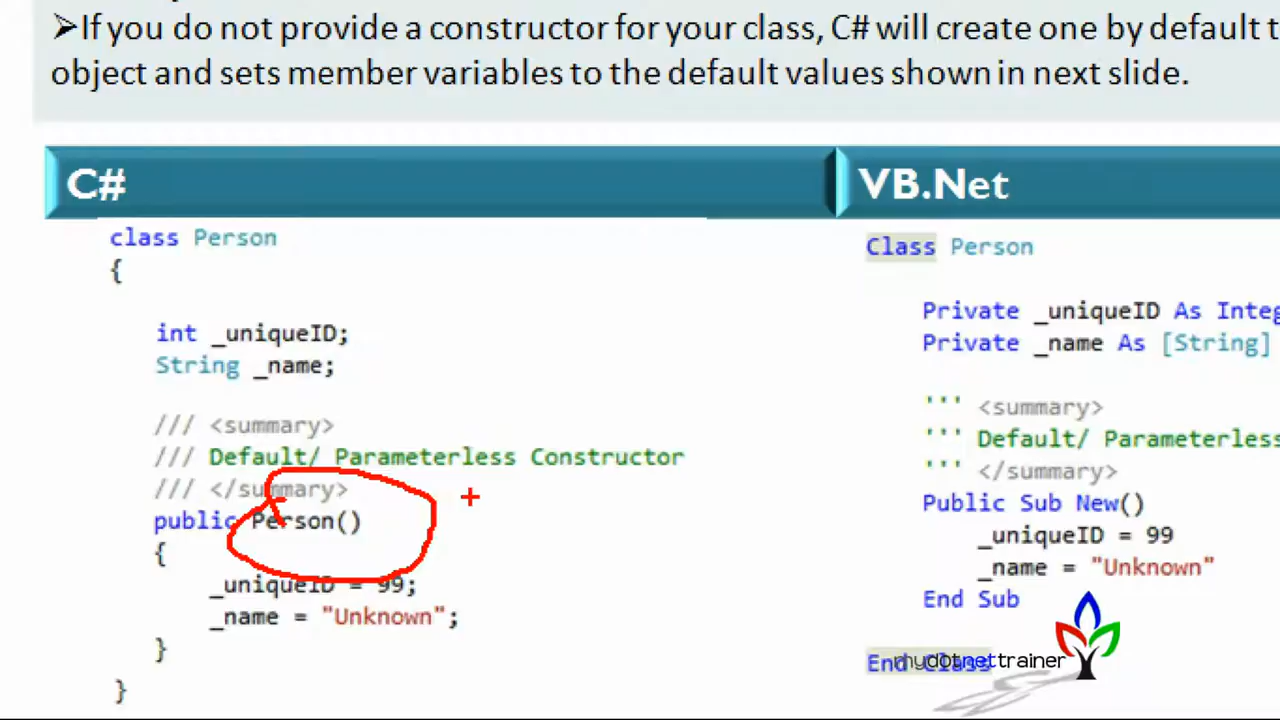 ➢If you do not provide a constructor for your class, C# will create one by default t
object and sets member variables to the default values shown in next slide.
C#
class Person
{
int _uniqueID;
String _name;
/// <summary>
/// Default/ Parameterless Constructor
/// </summary>
public Person()
{
_uniqueID = 99;
_name = "Unknown";
}
}
VB.Net
Class Person
Private _uniqueID As Integ
Private _name As [String]
''' <summary>
''' Default/ Parameterless
''' </summary>
Public Sub New()
_uniqueID = 99
_name = "Unknown"
End Sub
End Class
mydotnettrainer